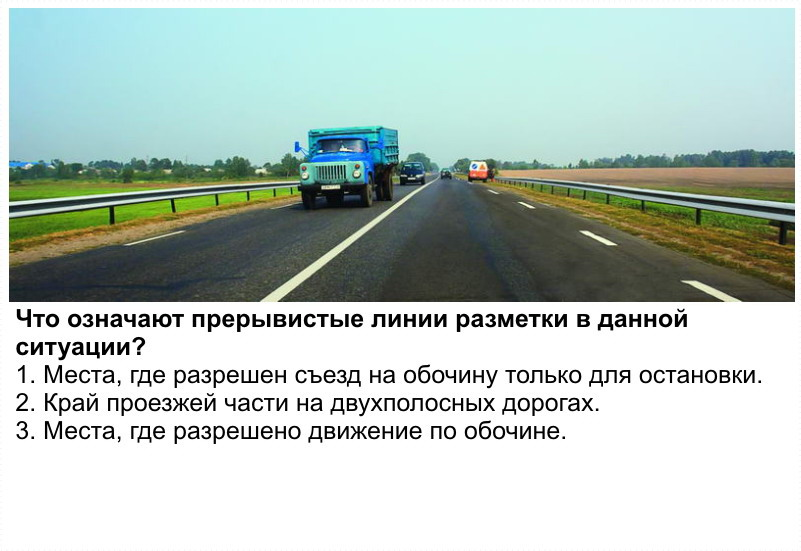 Что означают прерывистые линии разметки в данной
ситуации?
1. Места, где разрешен съезд на обочину только для остановки.
2. Край проезжей части на двухполосных дорогах.
3. Места, где разрешено движение по обочине.